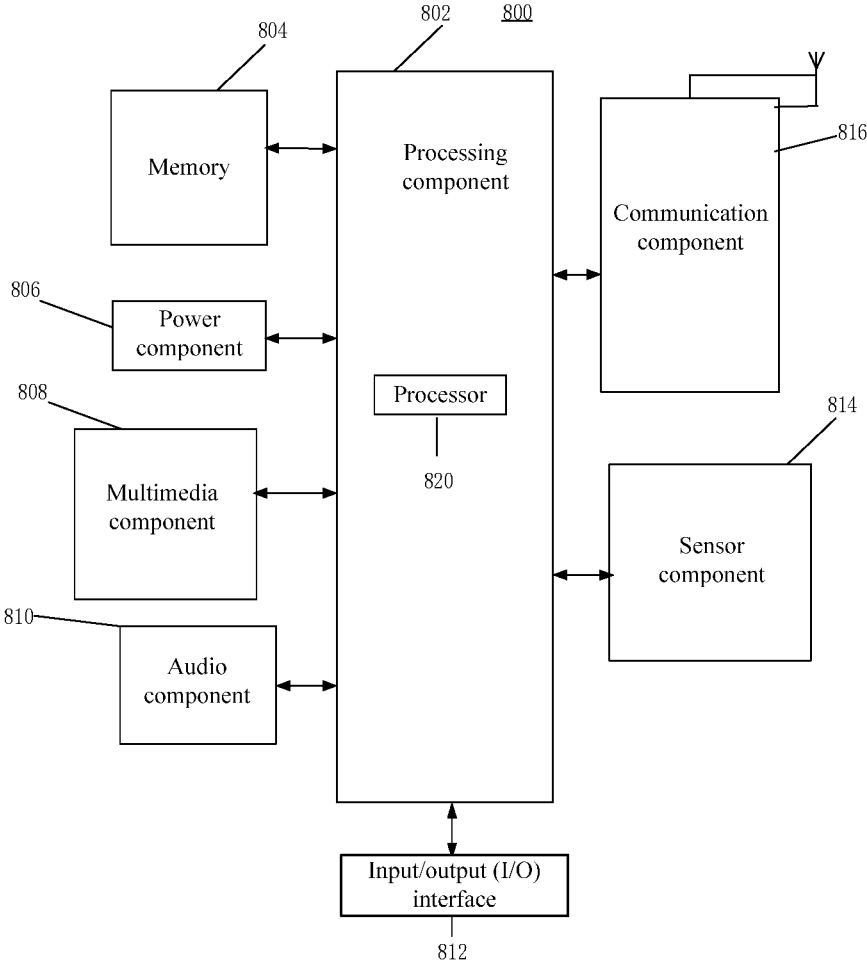 802
800
804
Memory
Processing
component
816
Communication
component
806
Power
component
808
Processor
820
814
Multimedia
component
Sensor
component
810
Audio
component
Input/output (I/O)
interface
812